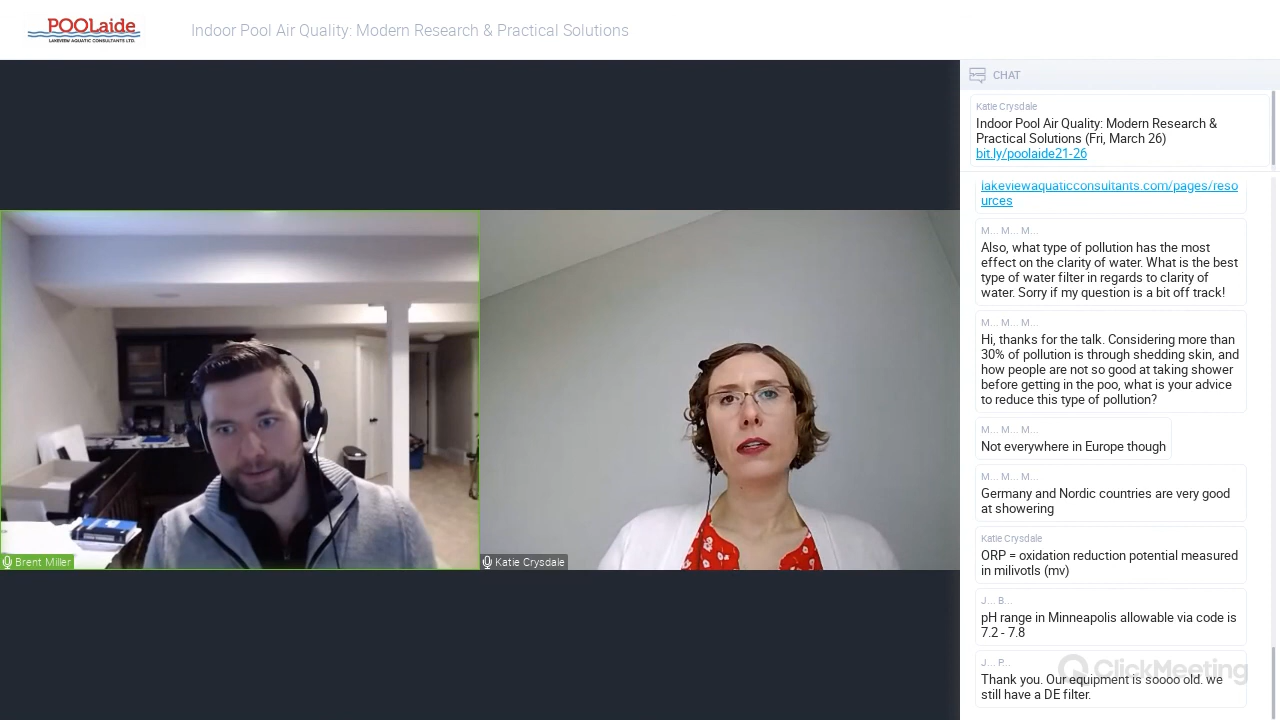 POOLaide
LAKEVIEW AQUATIC CONSULTANTS LTD.
Indoor Pool Air Quality: Modern Research & Practical Solutions
CHAT
Katie Crysdale
Indoor Pool Air Quality: Modern Research &
Practical Solutions (Fri, March 26)
bit.ly/poolaide21-26
lakeviewaquaticconsultants.com/pages/reso
urces
M... M... M...
Also, what type of pollution has the most
effect on the clarity of water. What is the best
type of water filter in regards to clarity of
water. Sorry if my question is a bit off track!
M... M... M...
Hi, thanks for the talk. Considering more than
30% of pollution is through shedding skin, and
how people are not so good at taking shower
before getting in the poo, what is your advice
to reduce this type of pollution?
M... M... M...
Not everywhere in Europe though
M... M... M...
Germany and Nordic countries are very good
at showering
Katie Crysdale
ORP = oxidation reduction potential measured
in milivotls (mv)
J... B...
pH range in Minneapolis allowable via code is
7.2 - 7.8
J... P...
Thank you. Our equipment is soooo old. we
still have a DE filter.
ClickMeeting
Brent Miller
Katie Crysdale